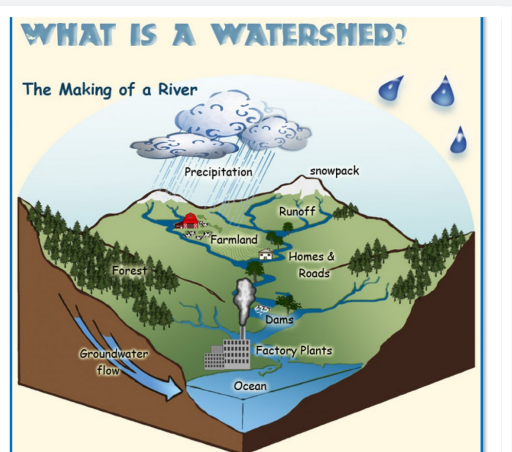 WHAT IS A WATERSHED?
The Making of a River
Precipitation
snowpack
Runoff
Farmland
Homes &
Roads
Forest
Dams
Groundwater
flow
Factory Plants
Ocean